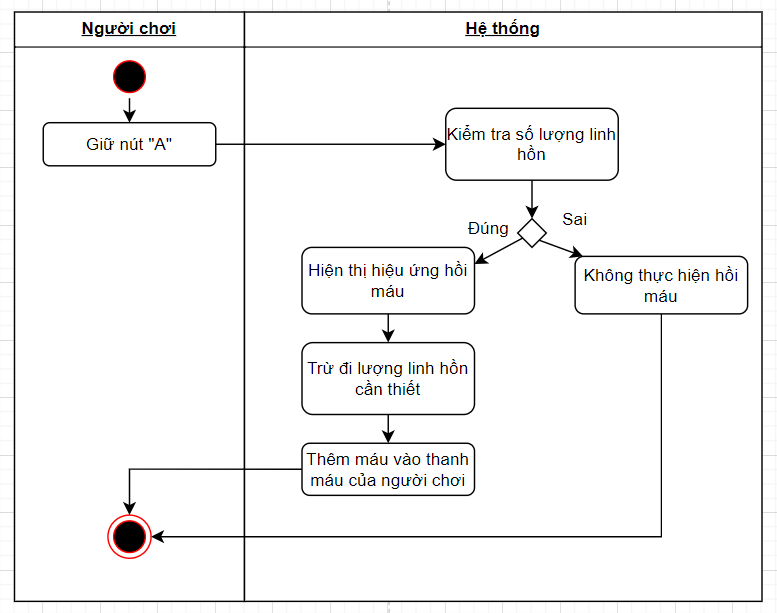 Người chơi
Hệ thống
Giữ nút "A"
Kiểm tra số lượng linh
hồn
Đúng
Sai
Hiện thị hiệu ứng hồi
máu
Không thực hiện hồi
máu
Trừ đi lượng linh hồn
cần thiết
Thêm máu vào thanh
máu của người chơi